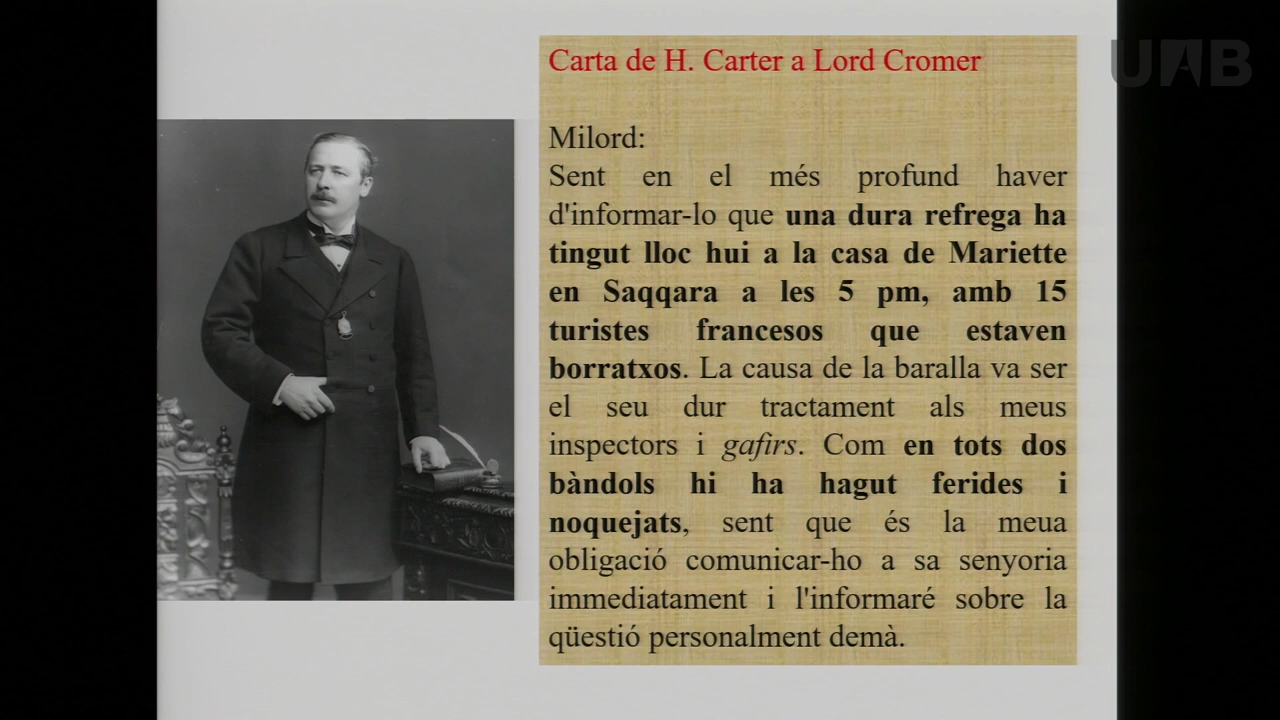 Carta de H. Carter a Lord Cromer
UAB
Milord:
Sent en el més profund haver
d'informar-lo que una dura refrega ha
tingut lloc hui a la casa de Mariette
en Saqqara a les 5 pm, amb 15
turistes francesos que estaven
borratxos. La causa de la baralla va ser
el seu dur tractament als meus
inspectors i gafirs. Com en tots dos
bàndols hi ha hagut ferides i
noquejats, sent que és la meua
obligació comunicar-ho a sa senyoria
immediatament i l'informaré sobre la
qüestió personalment demà.